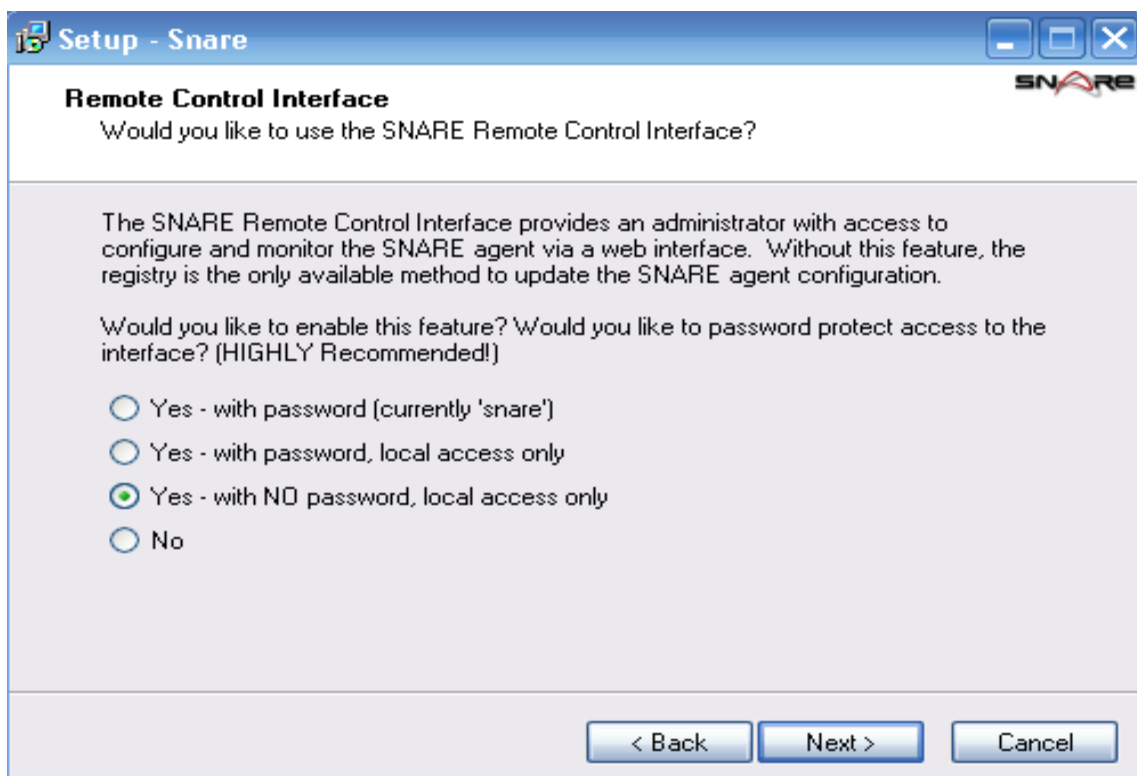 Setup - Snare
SNARE
Remote Control Interface
Would you like to use the SNARE Remote Control Interface?
The SNARE Remote Control Interface provides an administrator with access to
configure and monitor the SNARE agent via a web interface.  Without this feature, the
registry is the only available method to update the SNARE agent configuration.
Would you like to enable this feature? Would you like to password protect access to the
interface? (HIGHLY Recommended!)
Yes - with password (currently 'snare')
Yes - with password, local access only
Yes - with NO password, local access only
No
< Back
Next >
Cancel